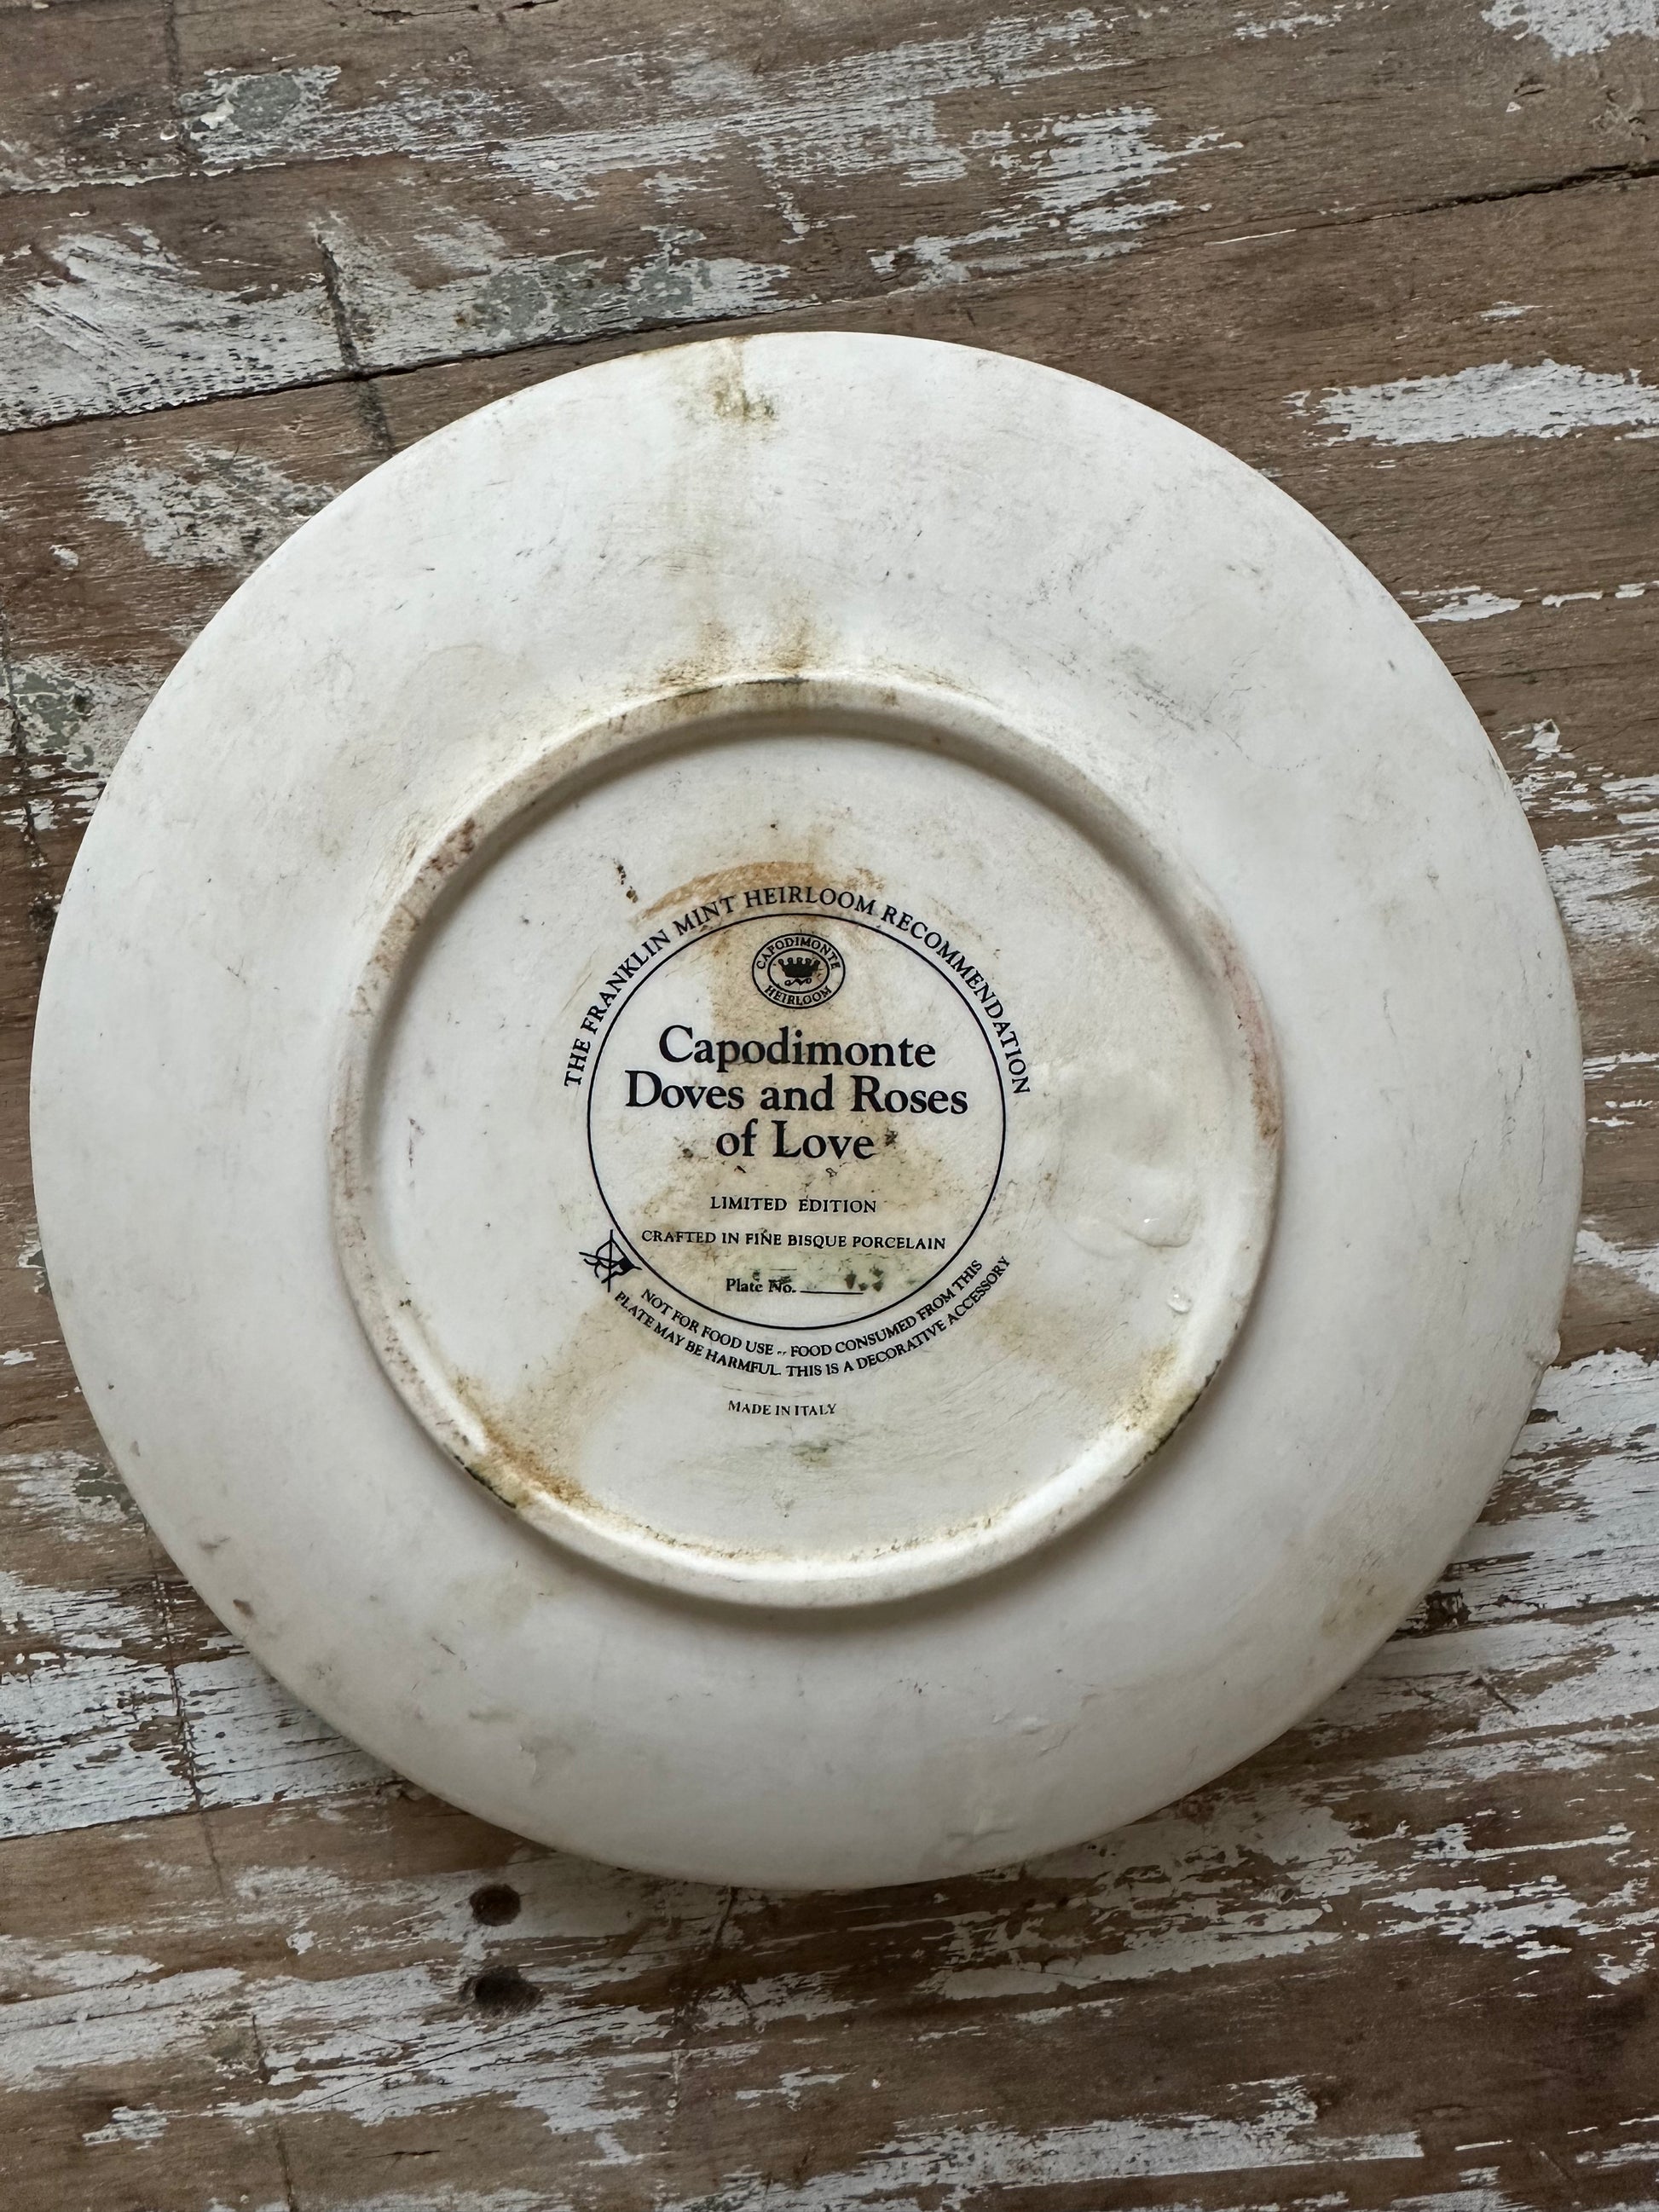 THE FRANKLIN MINT HEIRLOOM RECOMMENDATION
CAPODIMONTE
HEIRLOOM
Capodimonte
Doves and Roses
of Love
LIMITED EDITION
CRAFTED IN FINE BISQUE PORCELAIN
Plate No.
NOT FOR FOOD USE -- FOOD CONSUMED FROM THIS
PLATE MAY BE HARMFUL. THIS IS A DECORATIVE ACCESSORY
MADE IN ITALY